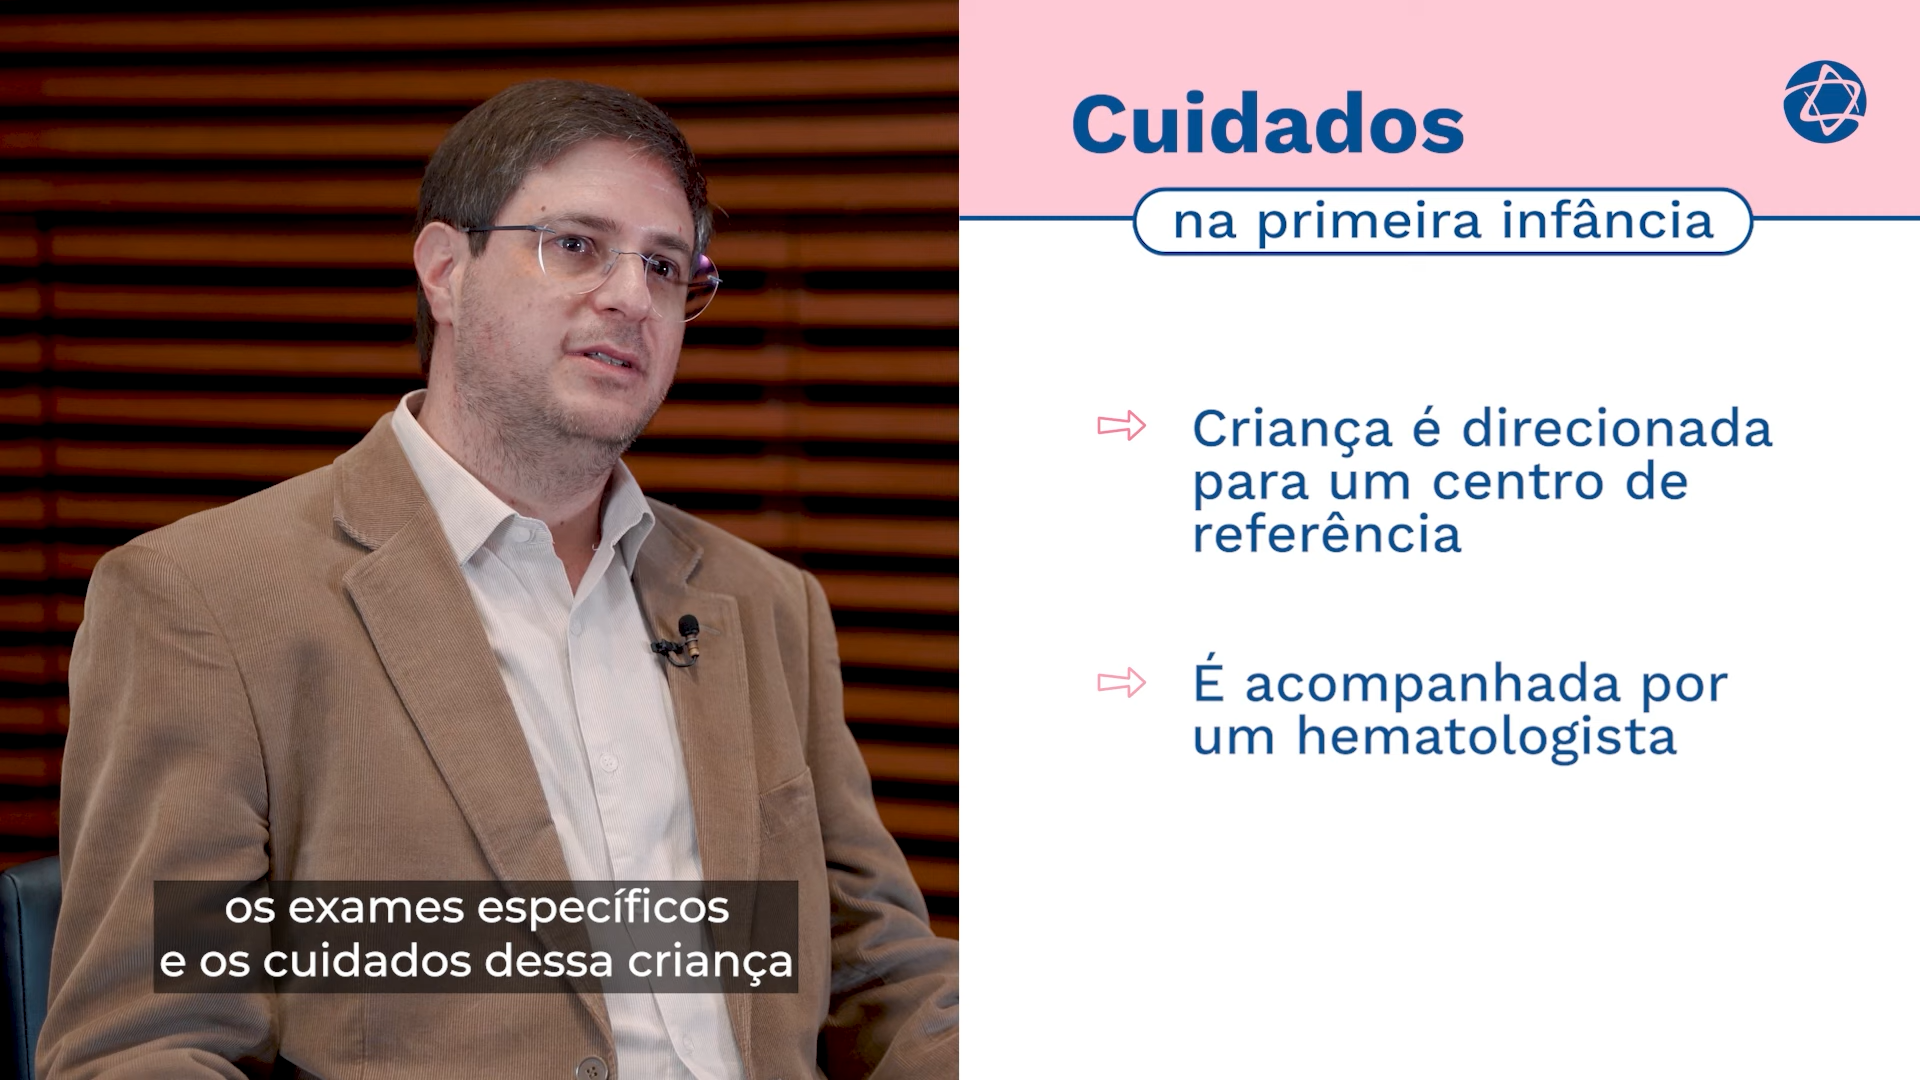 Cuidados
na primeira infância
Criança é direcionada
para um centro de
referência
É acompanhada por
um hematologista
os exames específicos
e os cuidados dessa criança